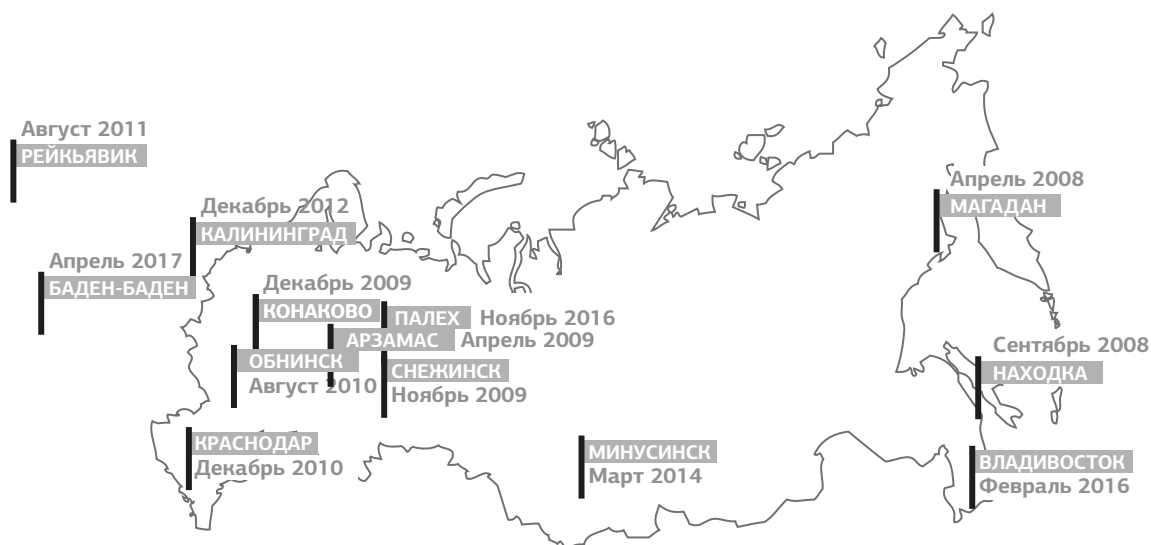 Август 2011
РЕЙКЬЯВИК
Апрель 2008
МАГАДАН
Декабрь 2012
КАЛИНИНГРАД
Апрель 2017
БАДЕН-БАДЕН
Декабрь 2009
КОНАКОВО
ПАЛЕХ Ноябрь 2016
АРЗАМАС Апрель 2009
ОБНИНСК
Август 2010
СНЕЖИНСК
Ноябрь 2009
Сентябрь 2008
НАХОДКА
КРАСНОДАР
Декабрь 2010
МИНУСИНСК
Март 2014
ВЛАДИВОСТОК
Февраль 2016